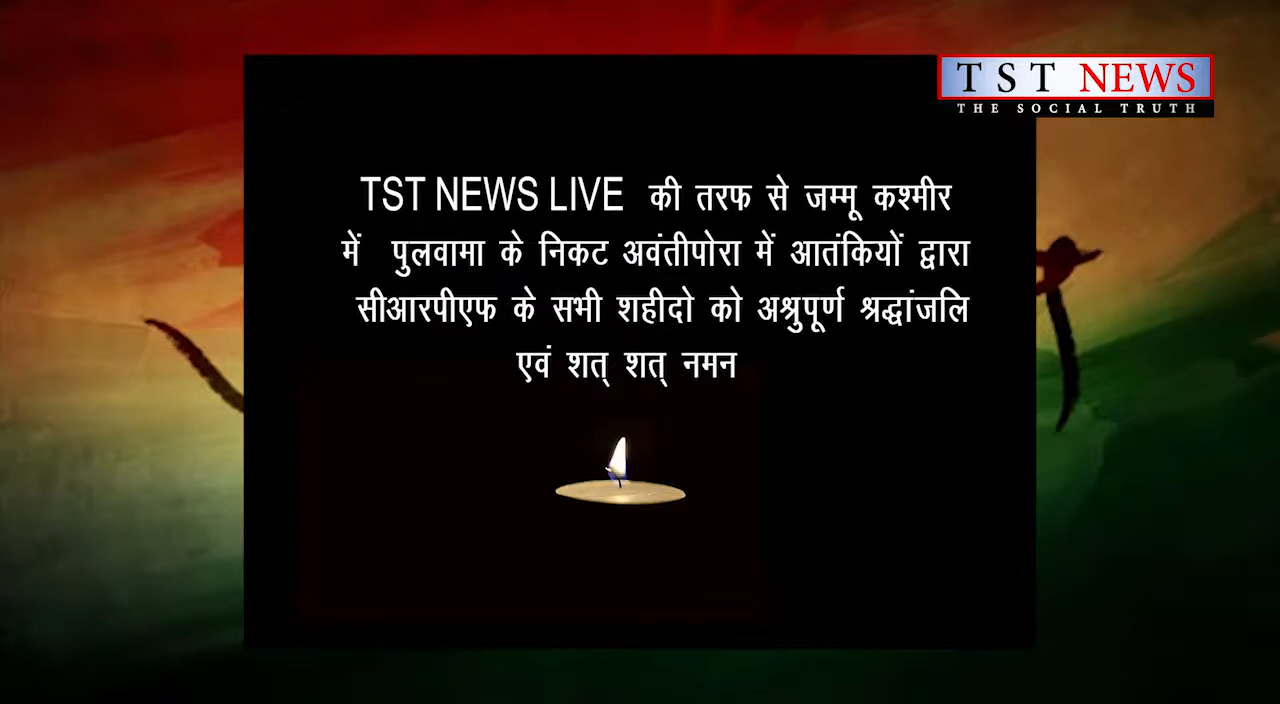 T S T NEWS
THE SOCIAL TRUTH
TST NEWS LIVE की तरफ से जम्मू कश्मीर
में पुलवामा के निकट अवंतीपोरा में आतंकियों द्वारा
सीआरपीएफ के सभी शहीदो को अश्रुपूर्ण श्रद्धांजलि
एवं शत् शत् नमन